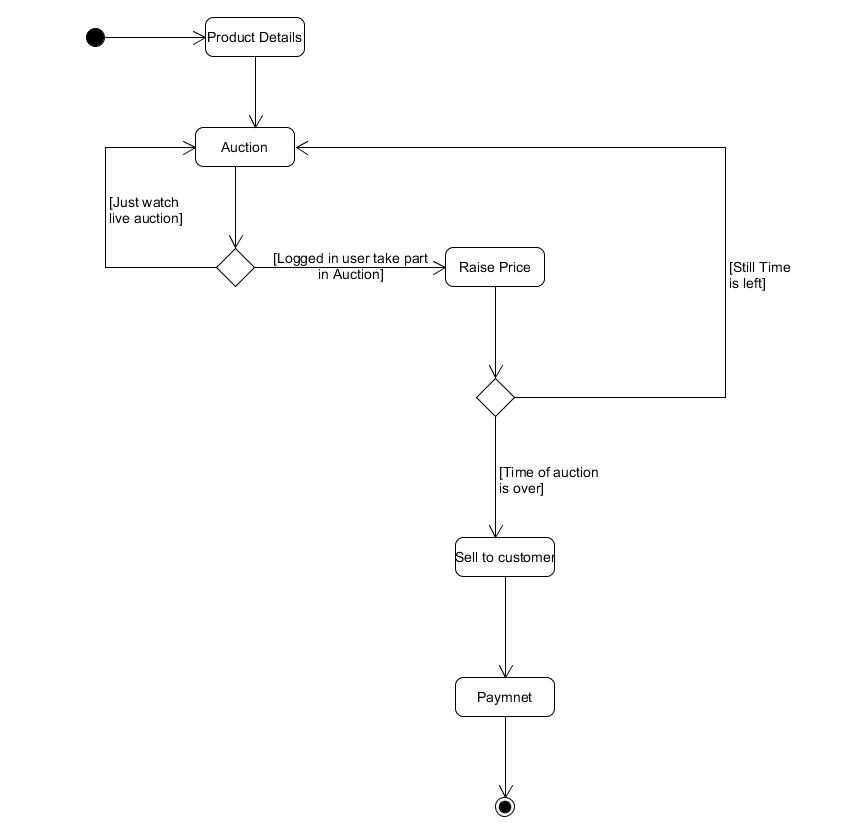 Product Details
Auction
[Just watch
live auction]
[Logged in user take part
in Auction]
Raise Price
[Still Time
is left]
[Time of auction
is over]
Sell to customer
Paymnet